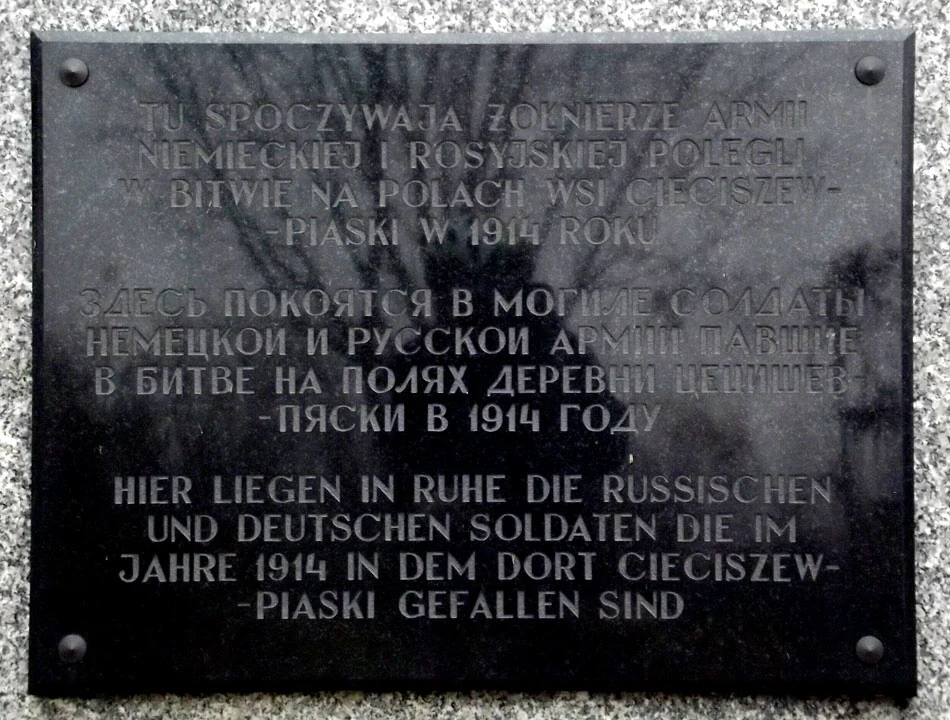 TU SPOCZYWAJA ŻOŁNIERZE ARMII
NIEMIECKIEJ I ROSYJSKIEJ POLEGLI
W BITWIE NA POLACH WSI CIECISZEW-
-PIASKI W 1914 ROKU
ЗДЕСЬ ПОКОЯТСЯ В МОГИЛЕ СОЛДАТЫ
НЕМЕЦКОЙ И РУССКОЙ АРМИИ ПАВШИЕ
В БИТВЕ НА ПОЛЯХ ДЕРЕВНИ ЦЕЦИШЕВ-
-ПЯСКИ В 1914 ГОДУ
HIER LIEGEN IN RUHE DIE RUSSISCHEN
UND DEUTSCHEN SOLDATEN DIE IM
JAHRE 1914 IN DEM DORT CIECISZEW-
-PIASKI GEFALLEN SIND